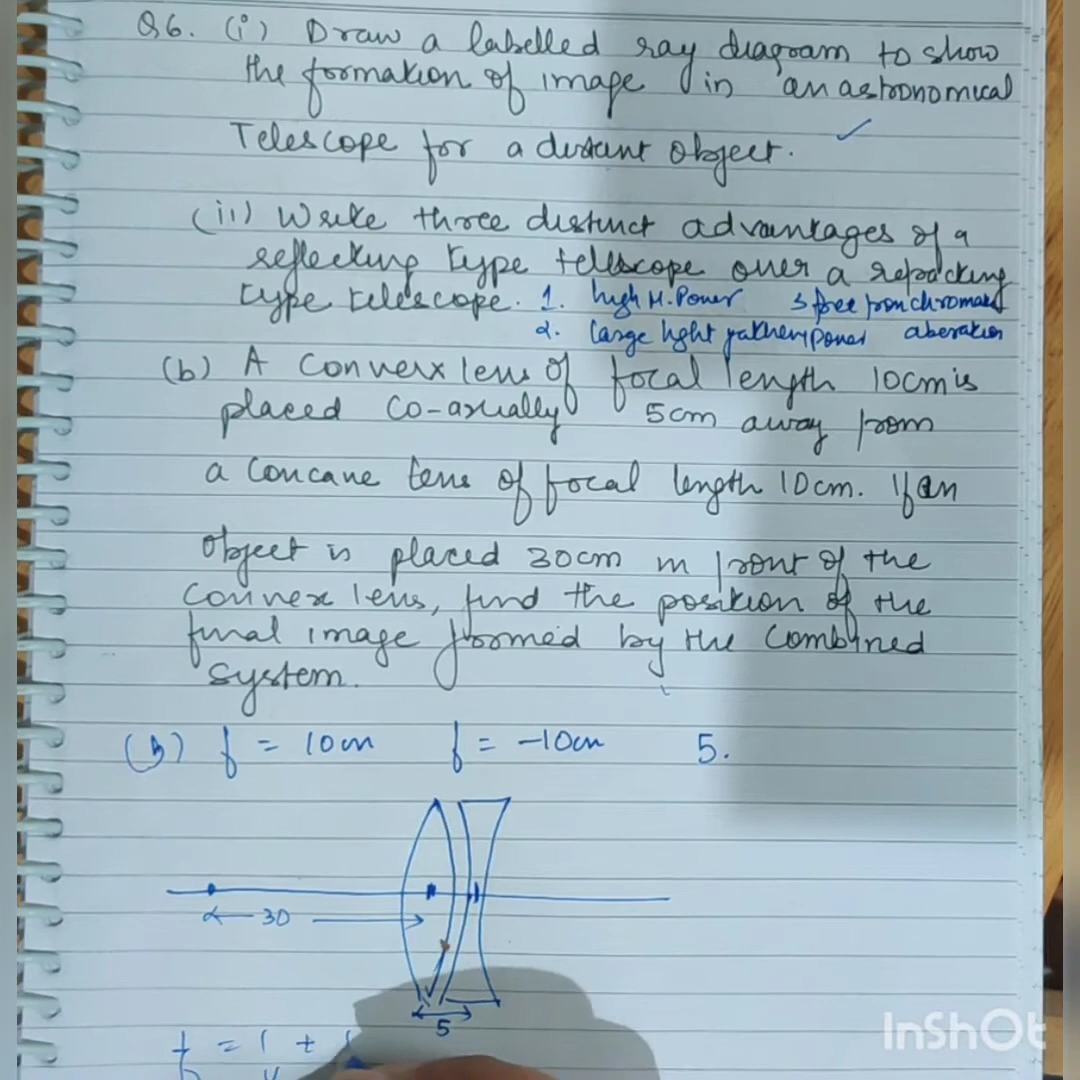 Q6. (i) Draw a labelled ray diagram to show
the formation of image in an astronomical
Telescope for a distant object.
(ii) Write three distinct advantages of a
reflecting type telescope over a refracting
type telescope. 1. high M. Power 3 free from chromatic
2. large light gathering power aberation
(b) A Convex lens of focal length 10cm is
placed Co-axially 5cm away from
a Concave lens of focal length 10cm. If an
object is placed 30cm in front of the
Convex lens, find the position of the
final image formed by the Combined
System.
(b) f = 10cm f = -10cm 5.
30
5
1 = 1 +
InShOt